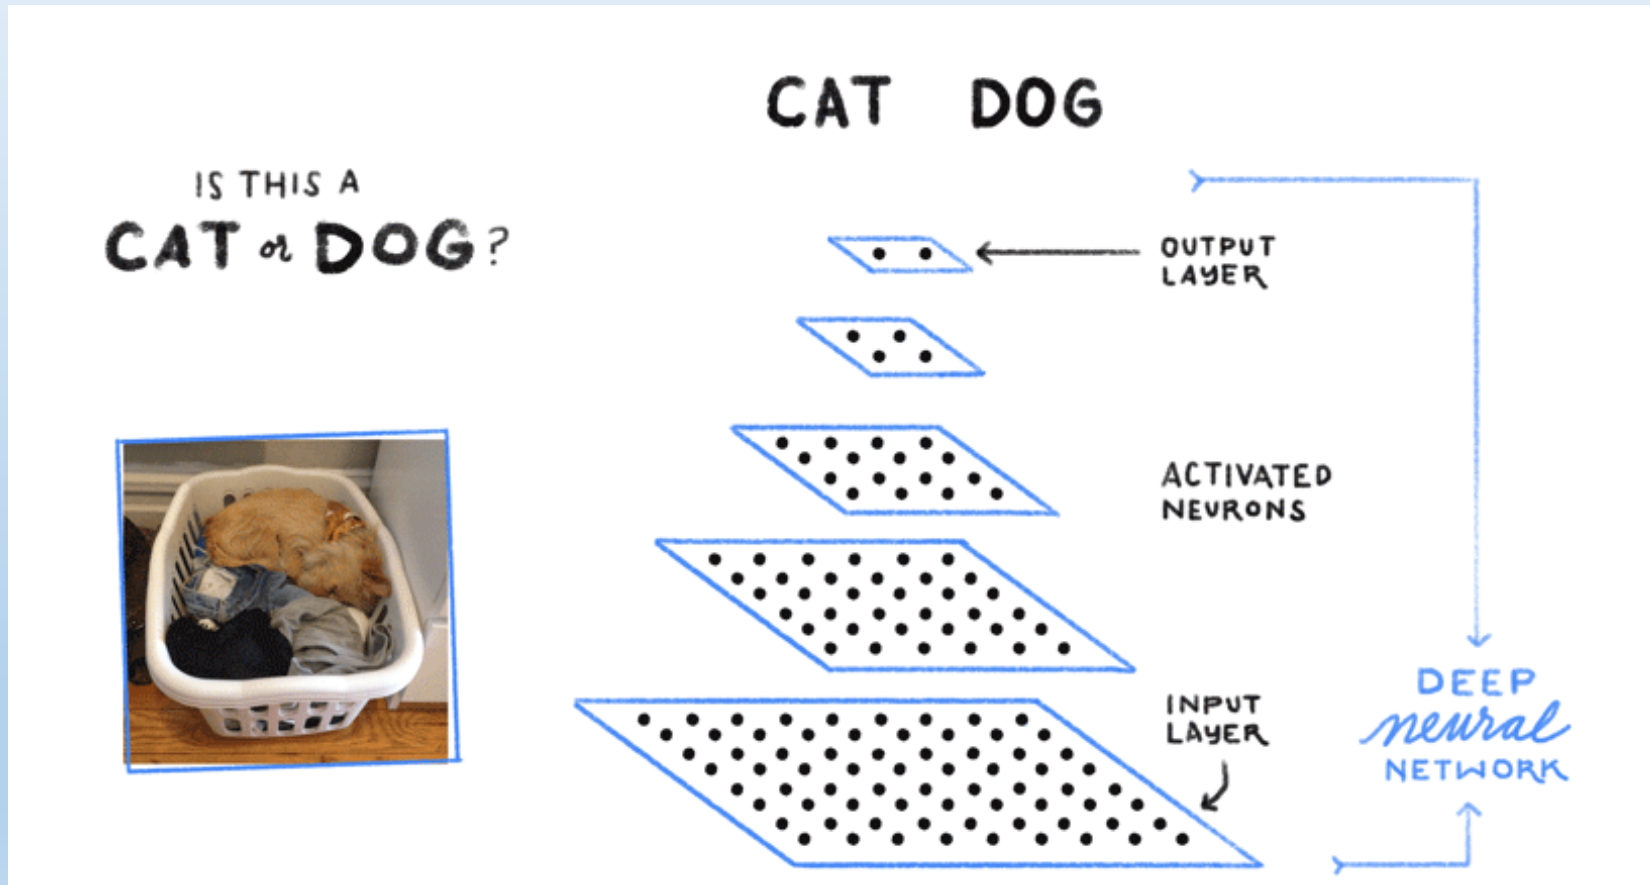 CAT DOG
IS THIS A
CAT or DOG?
OUTPUT
LAYER
ACTIVATED
NEURONS
INPUT
LAYER
DEEP
neural
NETWORK